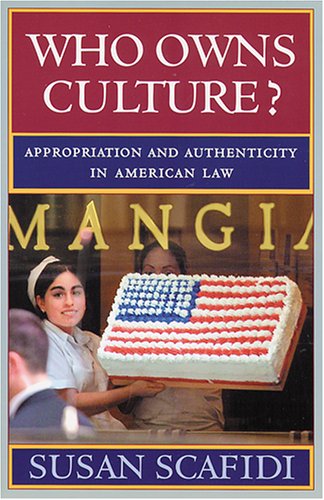 WHO OWNS
CULTURE?
APPROPRIATION AND AUTHENTICITY
IN AMERICAN LAW
MANGIA
SUSAN SCAFIDI